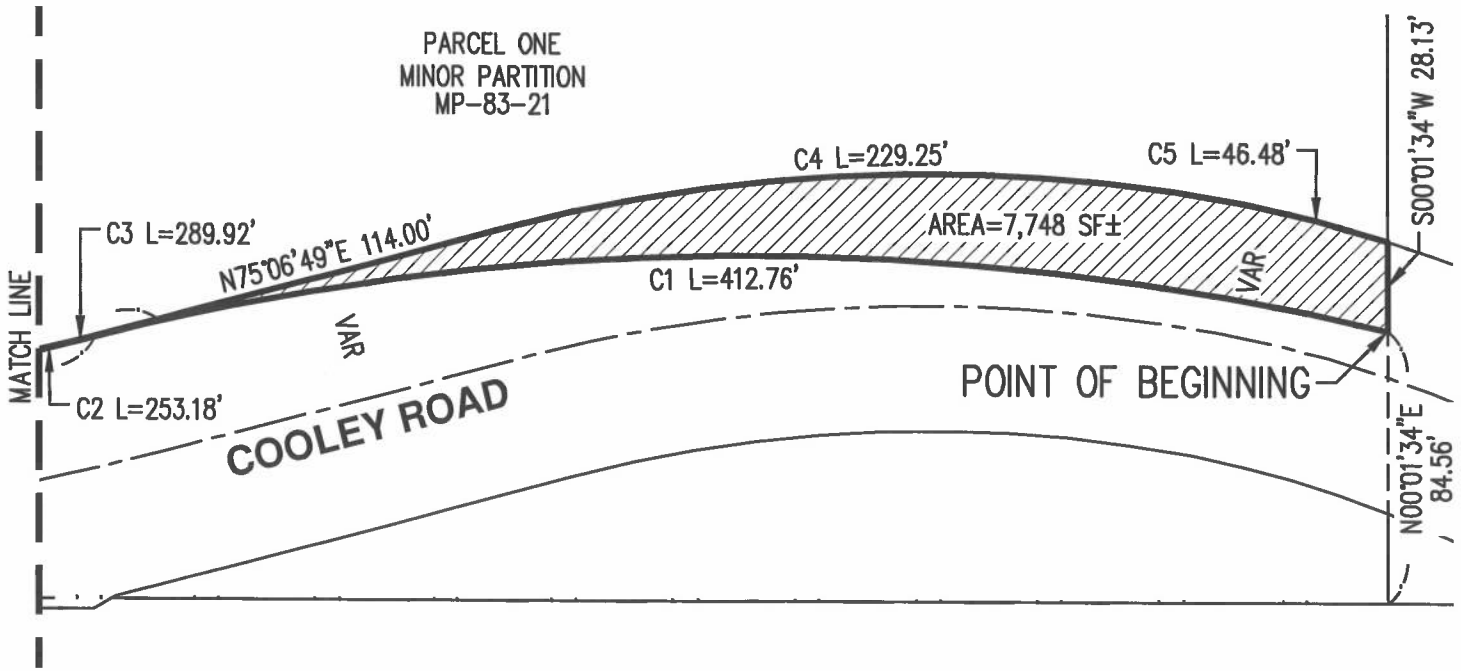 PARCEL ONE
MINOR PARTITION
MP-83-21
S00°01'34"W 28.13'
C4 L=229.25'
C5 L=46.48'
C3 L=289.92'
N75°06'49"E 114.00'
AREA=7,748 SF±
C1 L=412.76'
VAR
VAR
MATCH LINE
C2 L=253.18'
COOLEY ROAD
POINT OF BEGINNING
N00°01'34"E
84.56'